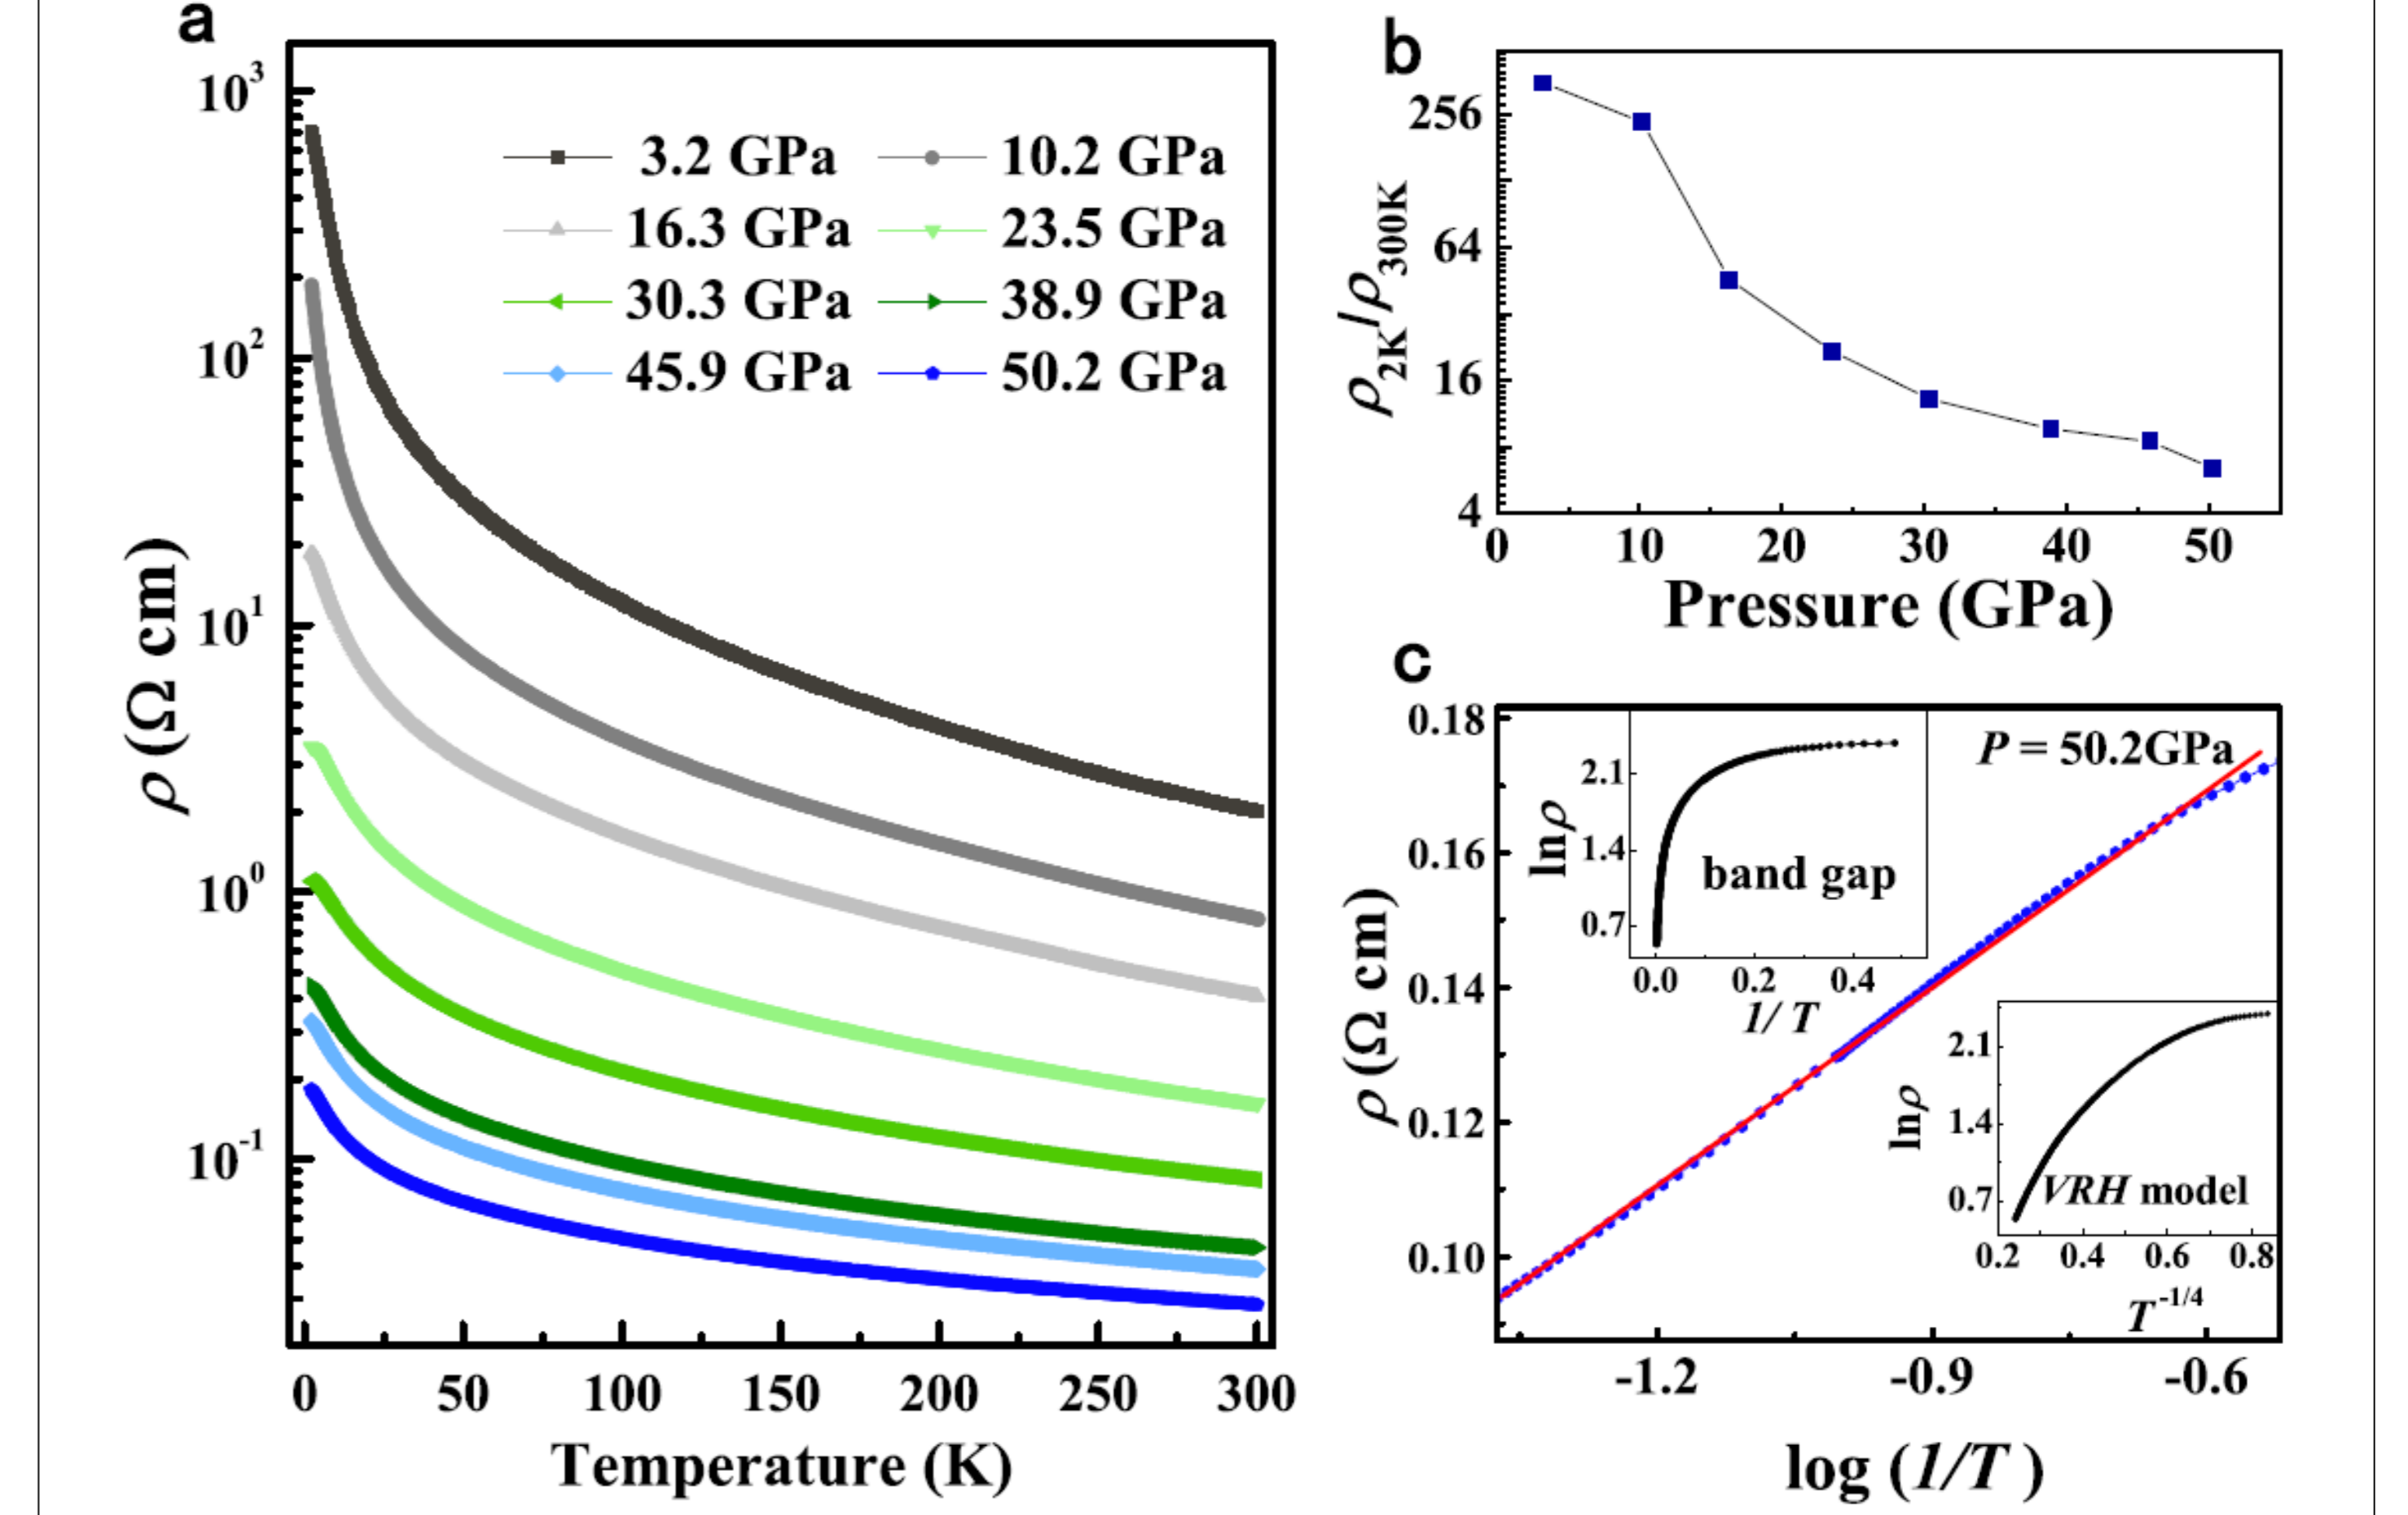 a
10³
10²
10¹
10⁰
10⁻¹
ρ (Ω cm)
3.2 GPa 10.2 GPa
16.3 GPa 23.5 GPa
30.3 GPa 38.9 GPa
45.9 GPa 50.2 GPa
0 50 100 150 200 250 300
Temperature (K)
b
256
64
16
4
ρ2K/ρ300K
0 10 20 30 40 50
Pressure (GPa)
c
0.18
0.16
0.14
0.12
0.10
ρ (Ω cm)
P = 50.2GPa
2.1
1.4
0.7
lnρ
band gap
0.0 0.2 0.4
1/ T
2.1
1.4
0.7
lnρ
VRH model
0.2 0.4 0.6 0.8
T⁻¹/⁴
-1.2 -0.9 -0.6
log (1/T )